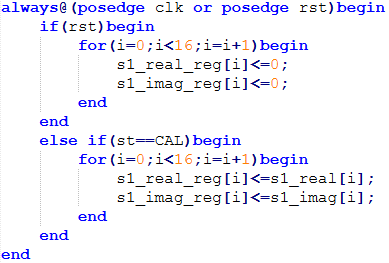 always@(posedge clk or posedge rst)begin
    if(rst)begin
        for(i=0;i<16;i=i+1)begin
            s1_real_reg[i]<=0;
            s1_imag_reg[i]<=0;
        end
    end
    else if(st==CAL)begin
        for(i=0;i<16;i=i+1)begin
            s1_real_reg[i]<=s1_real[i];
            s1_imag_reg[i]<=s1_imag[i];
        end
    end
end